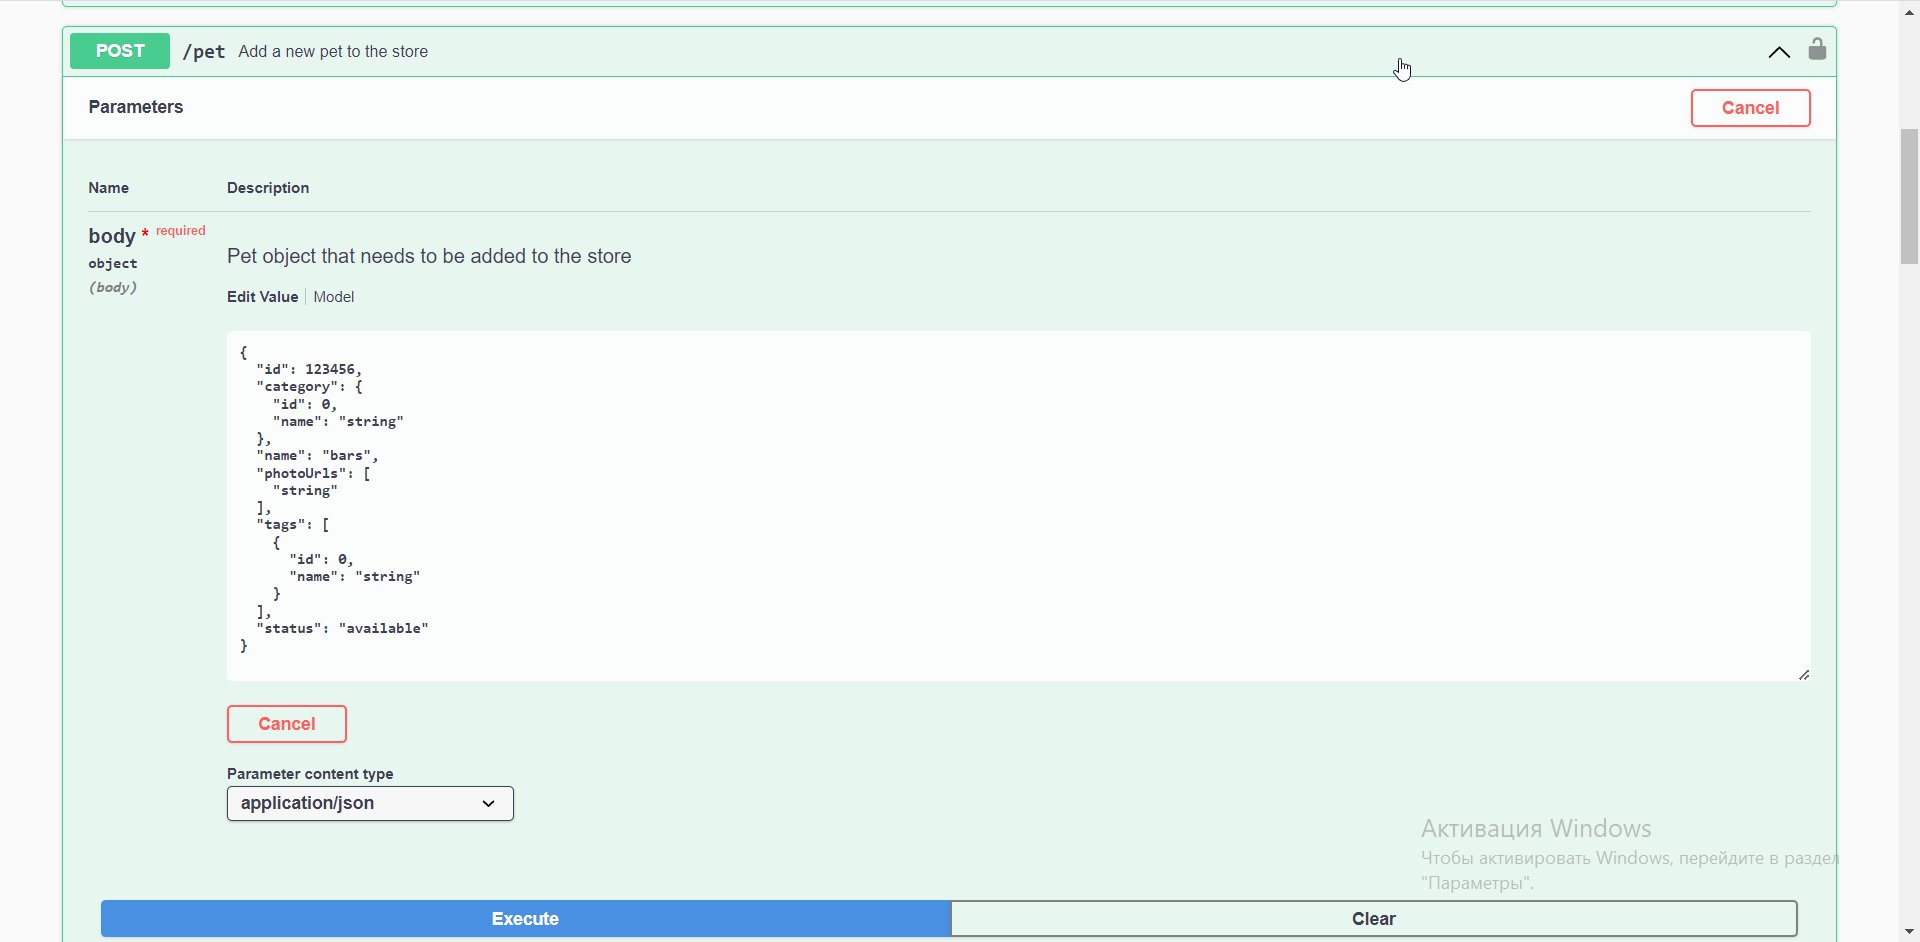 POST /pet Add a new pet to the store
Parameters
Cancel
Name Description
body * required
object
(body)
Pet object that needs to be added to the store
Edit Value | Model
{
  "id": 123456,
  "category": {
    "id": 0,
    "name": "string"
  },
  "name": "bars",
  "photoUrls": [
    "string"
  ],
  "tags": [
    {
      "id": 0,
      "name": "string"
    }
  ],
  "status": "available"
}
Cancel
Parameter content type
application/json
Активация Windows
Чтобы активировать Windows, перейдите в раздел
"Параметры".
Execute Clear